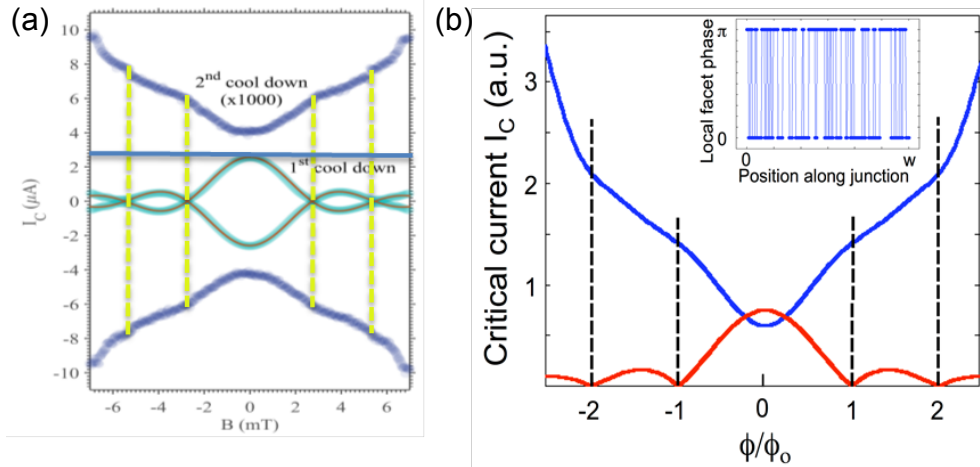 (a)
10
8
6
4
2
0
-2
-4
-6
-8
-10
I_C (μA)
2nd cool down
(x1000)
1st cool down
-6 -4 -2 0 2 4 6
B (mT)
(b)
Critical current I_C (a.u.)
3
2
1
Local facet phase
π
0
0 w
Position along junction
-2 -1 0 1 2
ϕ/ϕ_o